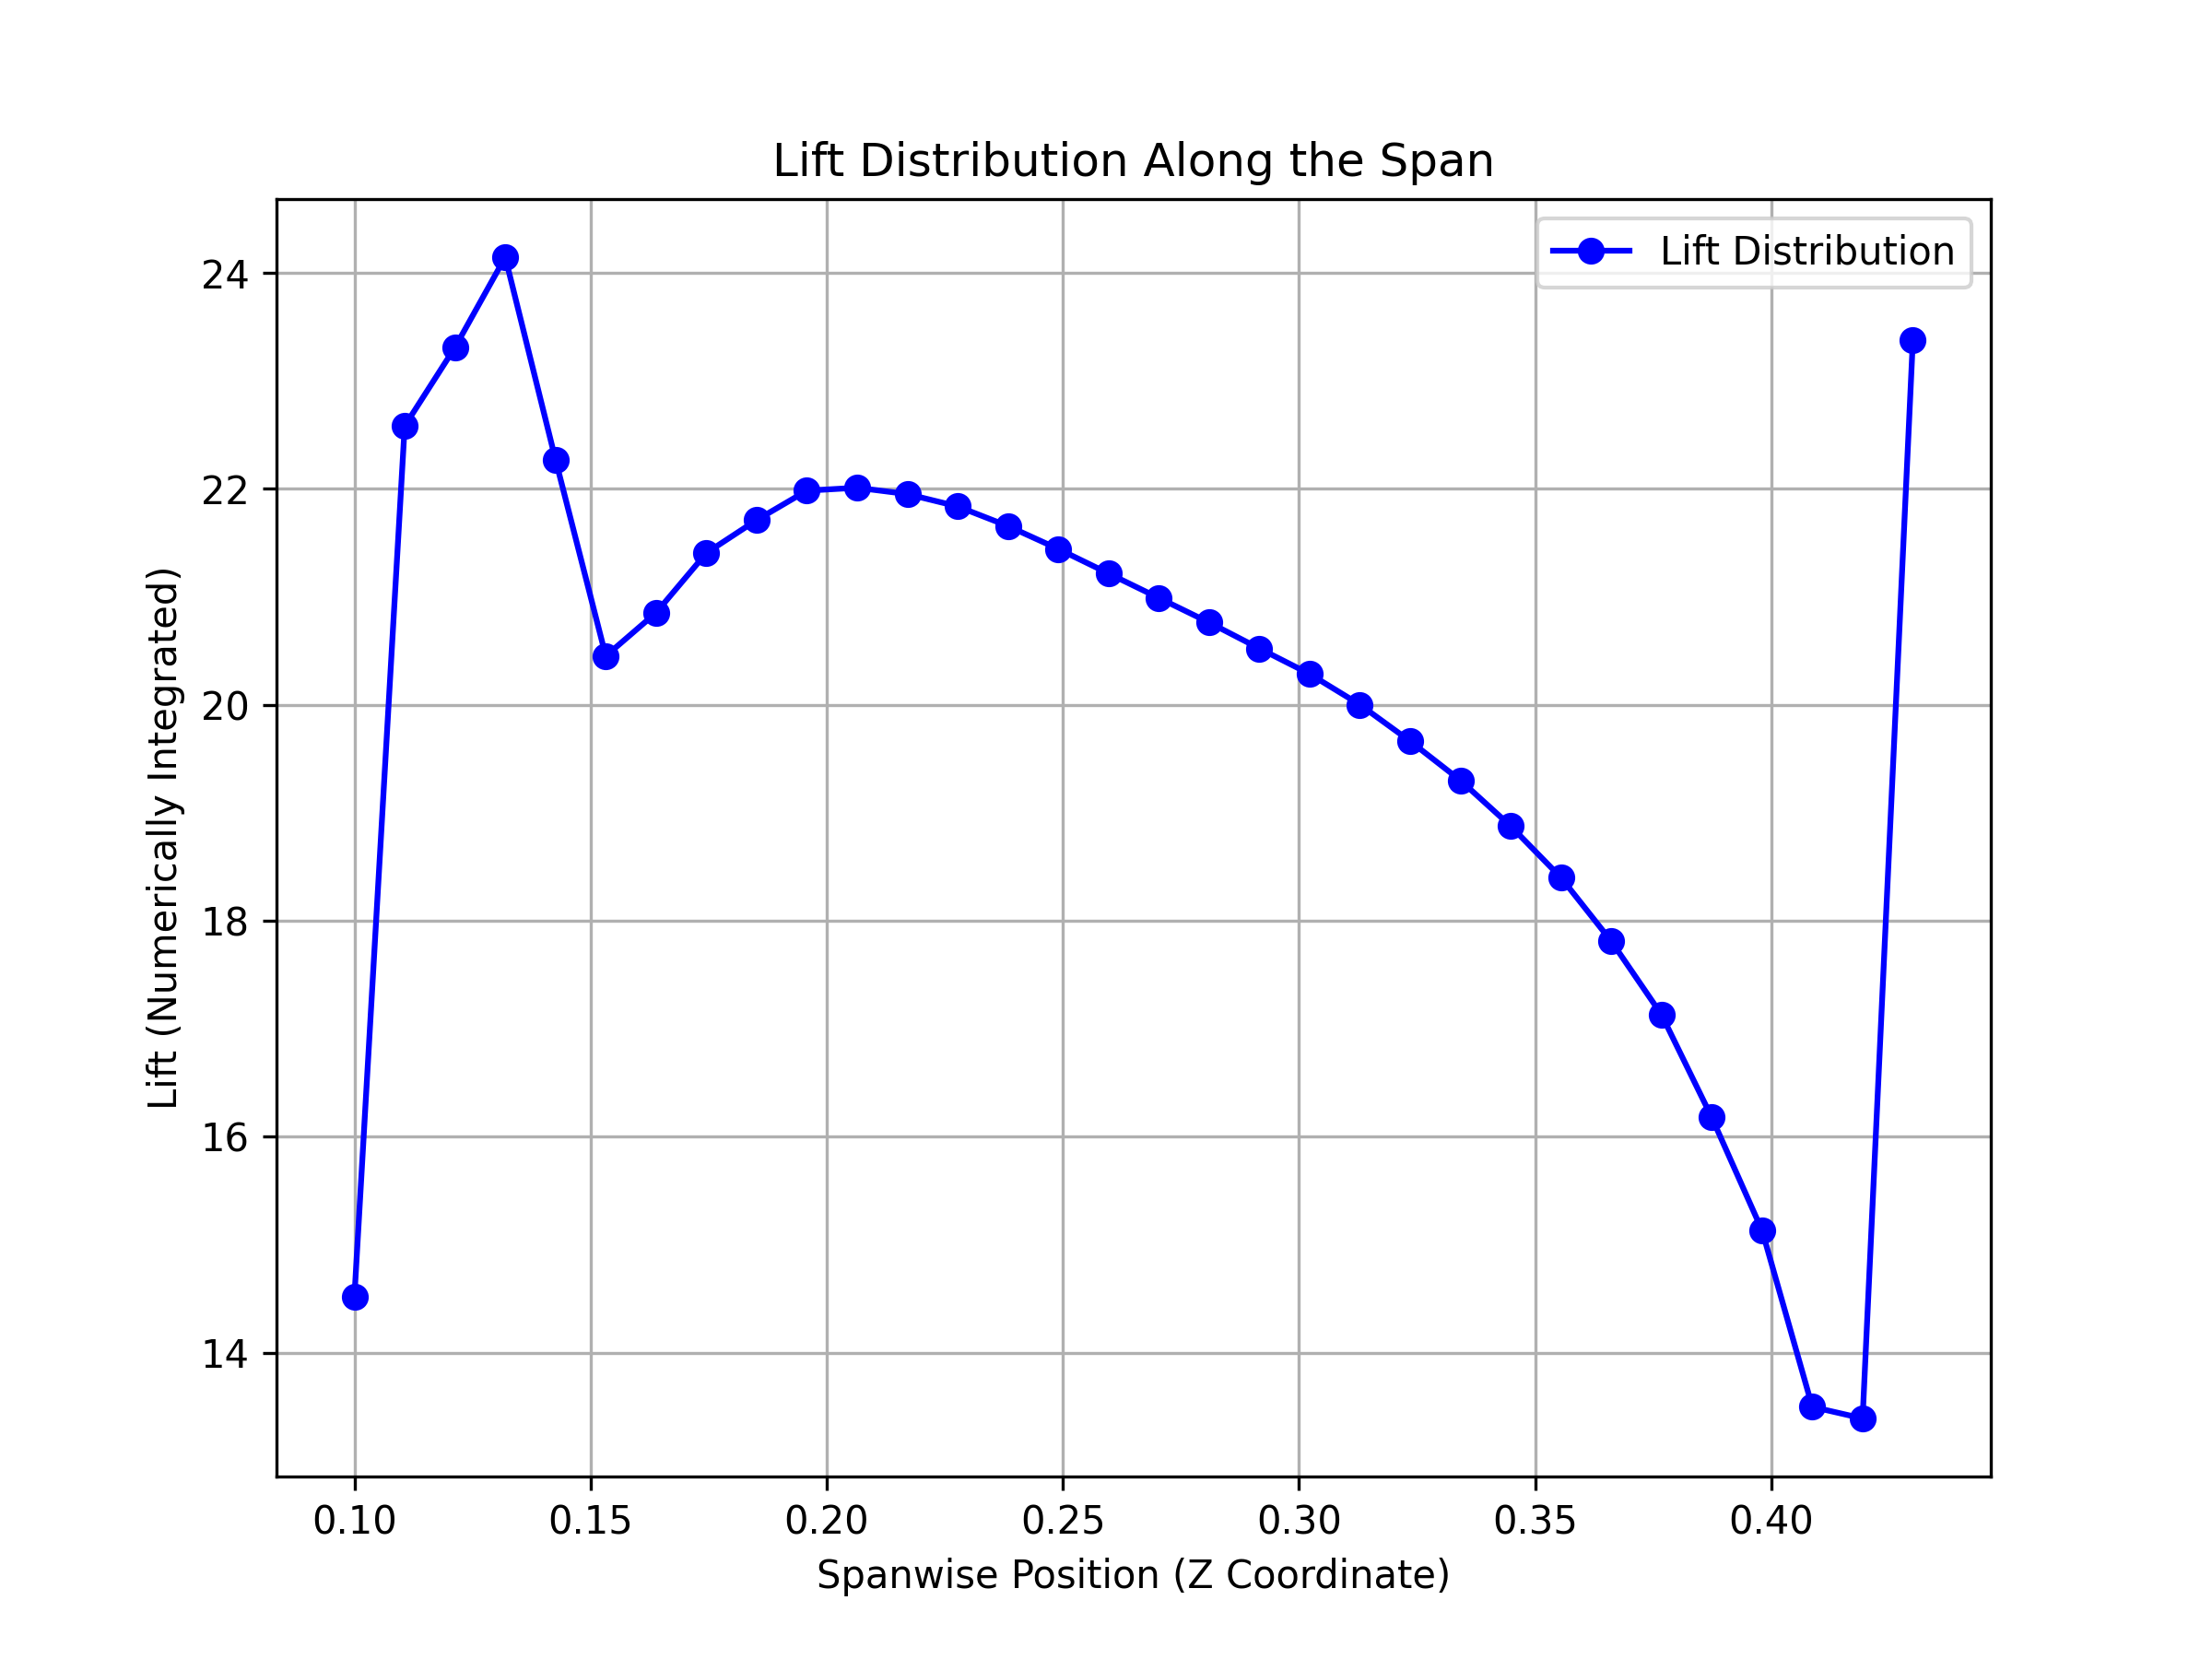 Lift Distribution Along the Span
Lift Distribution
24
22
20
18
16
14
Lift (Numerically Integrated)
0.10 0.15 0.20 0.25 0.30 0.35 0.40
Spanwise Position (Z Coordinate)